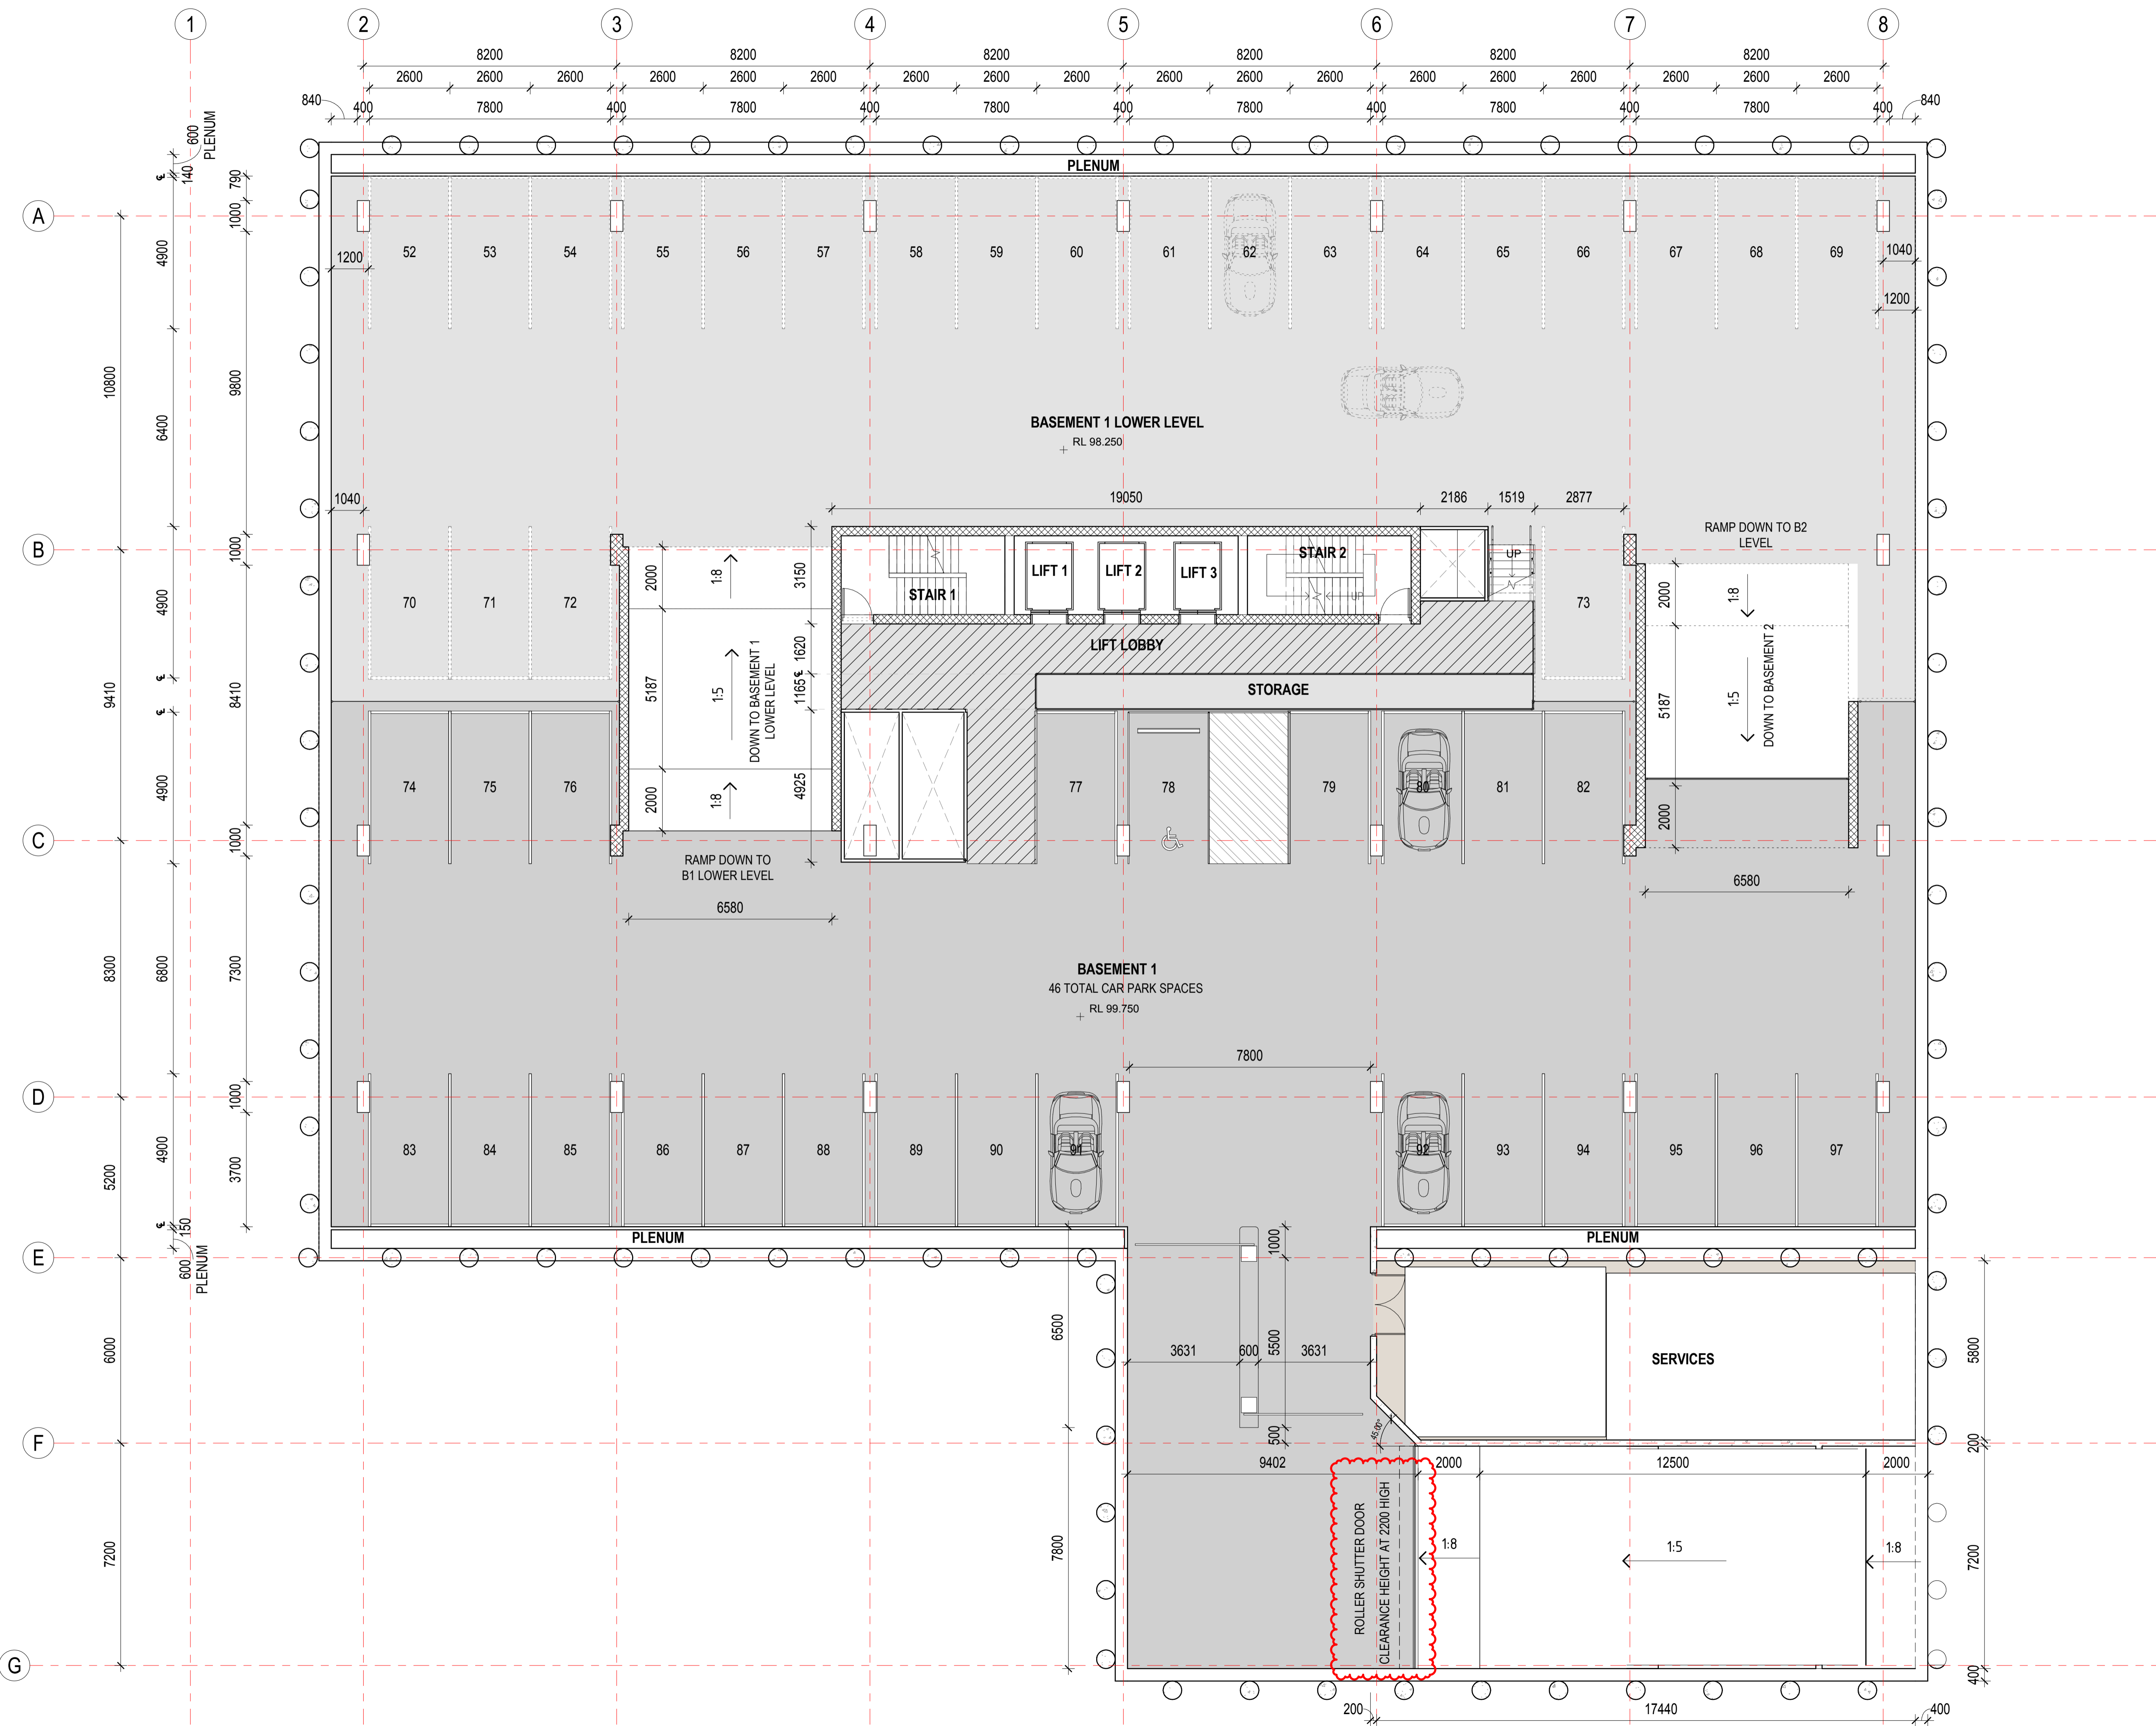 1 2 3 4 5 6 7 8
8200 8200 8200 8200 8200 8200
2600 2600 2600 2600 2600 2600 2600 2600 2600 2600 2600 2600 2600 2600 2600 2600 2600 2600
840 400 7800 400 7800 400 7800 400 7800 400 7800 400 7800 400 840
600
PLENUM
140
790
PLENUM
A
1000
4900
1200
52 53 54 55 56 57 58 59 60 61 62 63 64 65 66 67 68 69
1040
1200
10800
6400
9800
BASEMENT 1 LOWER LEVEL
RL 98.250
1040
19050 2186 1519 2877
RAMP DOWN TO B2
LEVEL
B
1000
2000
1:8
3150
STAIR 1
LIFT 1
LIFT 2
LIFT 3
STAIR 2
UP
UP
2000
1:8
4900
70 71 72
73
LIFT LOBBY
1620
9410
8410
5187
1:5
DOWN TO BASEMENT 1
LOWER LEVEL
1165
STORAGE
5187
1:5
DOWN TO BASEMENT 2
4900
74 75 76
2000
1:8
4925
77 78 79 80 81 82
2000
C
1000
RAMP DOWN TO
B1 LOWER LEVEL
6580
6580
8300
6800
7300
BASEMENT 1
46 TOTAL CAR PARK SPACES
RL 99.750
7800
D
1000
5200
4900
3700
83 84 85 86 87 88 89 90 91 92 93 94 95 96 97
150
PLENUM
PLENUM
E
600
PLENUM
1000
6000
6500
5500
3631 600 3631
SERVICES
5800
45.00°
F
500
200
9402 2000 12500 2000
7200
7800
ROLLER SHUTTER DOOR
CLEARANCE HEIGHT AT 2200 HIGH
1:8
1:5
1:8
7200
G
400
200 17440 400